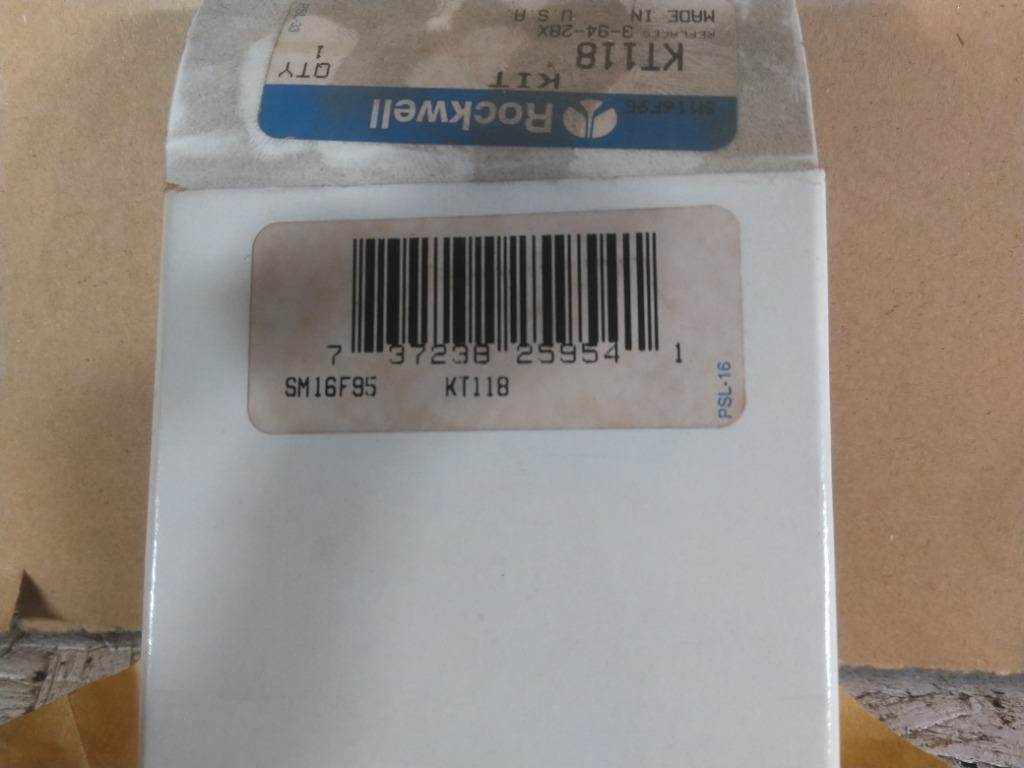 Rockwell
SM16F95
KIT
KT118
QTY
1
REPLACES 3-94-28X
MADE IN U.S.A.
7 37238 25954 1
SM16F95 KT118
PSL-16